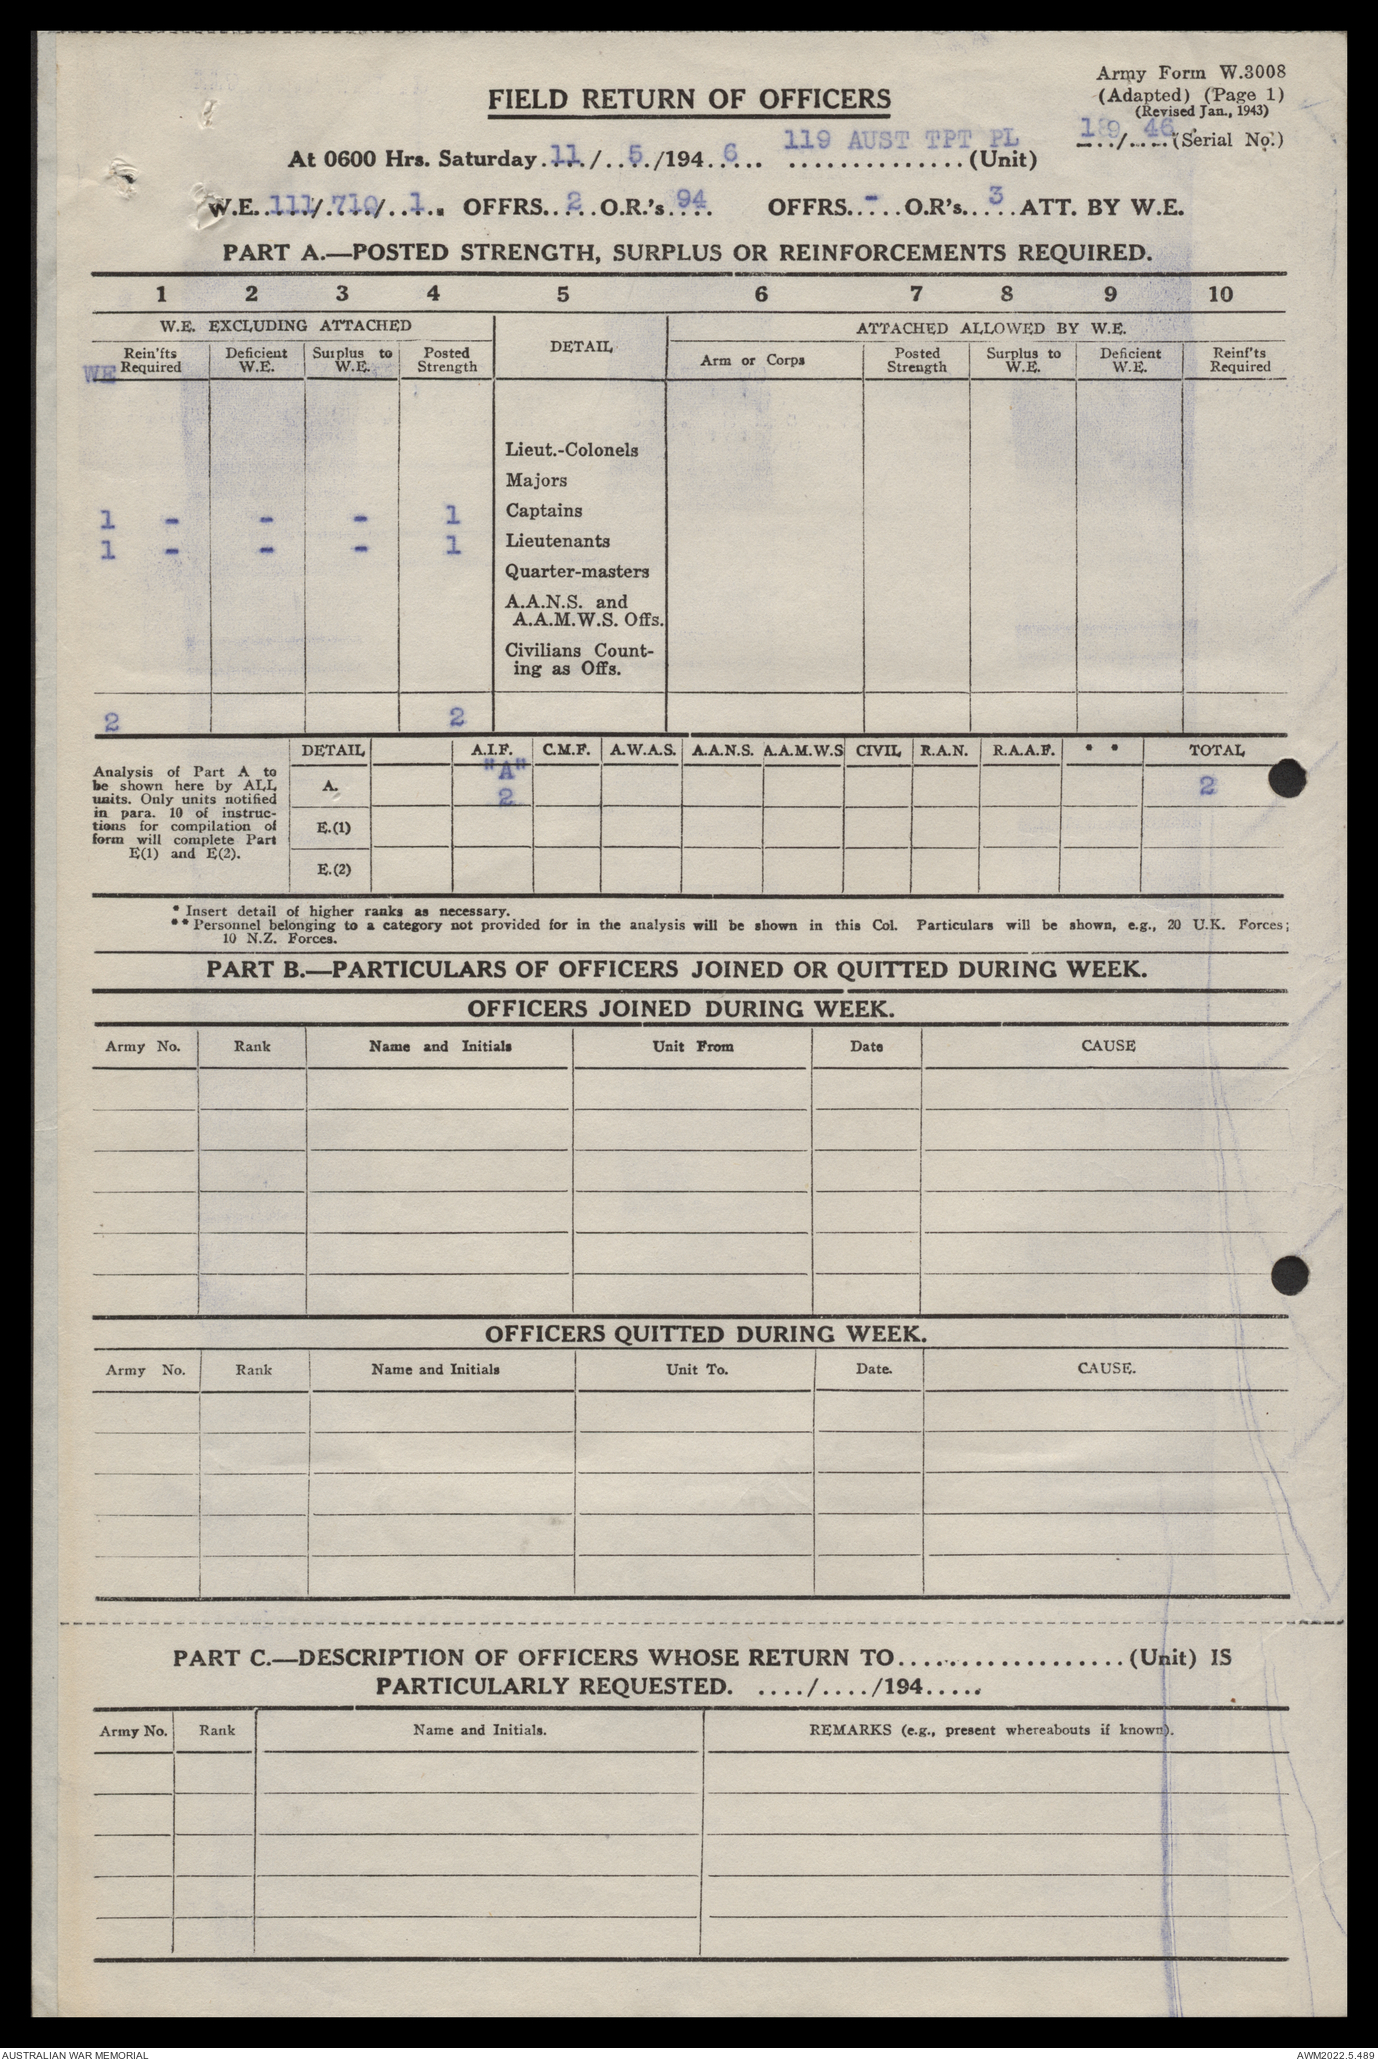 Army Form W.3008
(Adapted) (Page 1)
(Revised Jan., 1943)
FIELD RETURN OF OFFICERS
19/46 (Serial No.)
At 0600 Hrs. Saturday 11/5/1946 119 AUST TPT PL (Unit)
W.E. 111/710/1. OFFRS. 2 O.R.'s 94 OFFRS. - O.R's. 3 ATT. BY W.E.
PART A.—POSTED STRENGTH, SURPLUS OR REINFORCEMENTS REQUIRED.
1 2 3 4 5 6 7 8 9 10
W.E. EXCLUDING ATTACHED DETAIL ATTACHED ALLOWED BY W.E.
WE Rein'fts Required Deficient W.E. Surplus to W.E. Posted Strength Arm or Corps Posted Strength Surplus to W.E. Deficient W.E. Reinf'ts Required
Lieut.-Colonels
Majors
1 - - - 1 Captains
1 - - - 1 Lieutenants
Quarter-masters
A.A.N.S. and
A.A.M.W.S. Offs.
Civilians Count-
ing as Offs.
2 2
DETAIL A.I.F. C.M.F. A.W.A.S. A.A.N.S. A.A.M.W.S CIVIL R.A.N. R.A.A.F. * * TOTAL
Analysis of Part A to
be shown here by ALL
units. Only units notified
in para. 10 of instruc-
tions for compilation of
form will complete Part
E(1) and E(2).
A. "A" 2 2
E.(1)
E.(2)
* Insert detail of higher ranks as necessary.
** Personnel belonging to a category not provided for in the analysis will be shown in this Col. Particulars will be shown, e.g., 20 U.K. Forces;
10 N.Z. Forces.
PART B.—PARTICULARS OF OFFICERS JOINED OR QUITTED DURING WEEK.
OFFICERS JOINED DURING WEEK.
Army No. Rank Name and Initials Unit From Date CAUSE
OFFICERS QUITTED DURING WEEK.
Army No. Rank Name and Initials Unit To. Date. CAUSE.
PART C.—DESCRIPTION OF OFFICERS WHOSE RETURN TO.................... (Unit) IS
PARTICULARLY REQUESTED. ..../..../194.....
Army No. Rank Name and Initials. REMARKS (e.g., present whereabouts if known).
AUSTRALIAN WAR MEMORIAL AWM2022.5.489